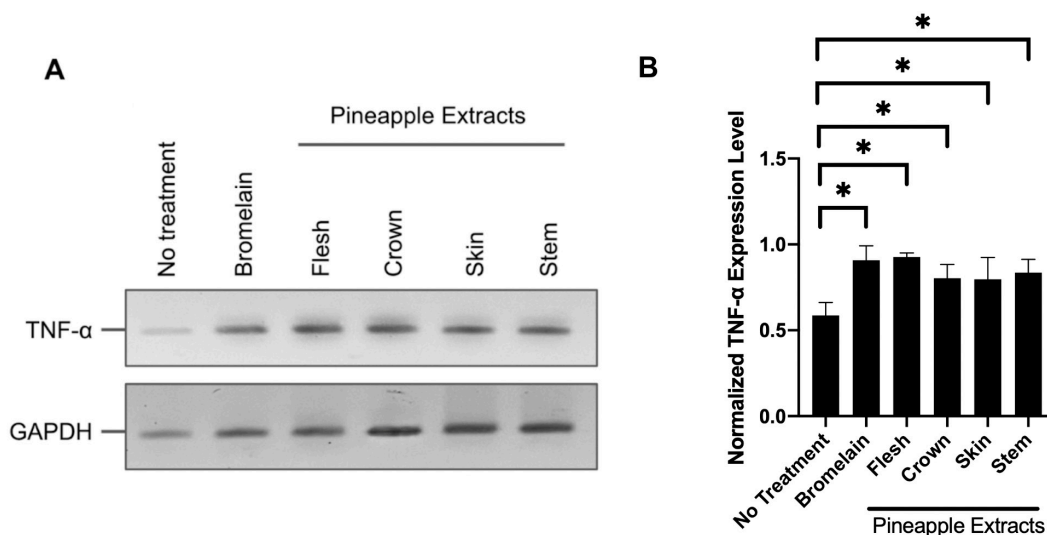 A
Pineapple Extracts
No treatment
Bromelain
Flesh
Crown
Skin
Stem
TNF-α
GAPDH
B
*
*
*
*
*
Normalized TNF-α Expression Level
1.5
1.0
0.5
0.0
No Treatment
Bromelain
Flesh
Crown
Skin
Stem
Pineapple Extracts